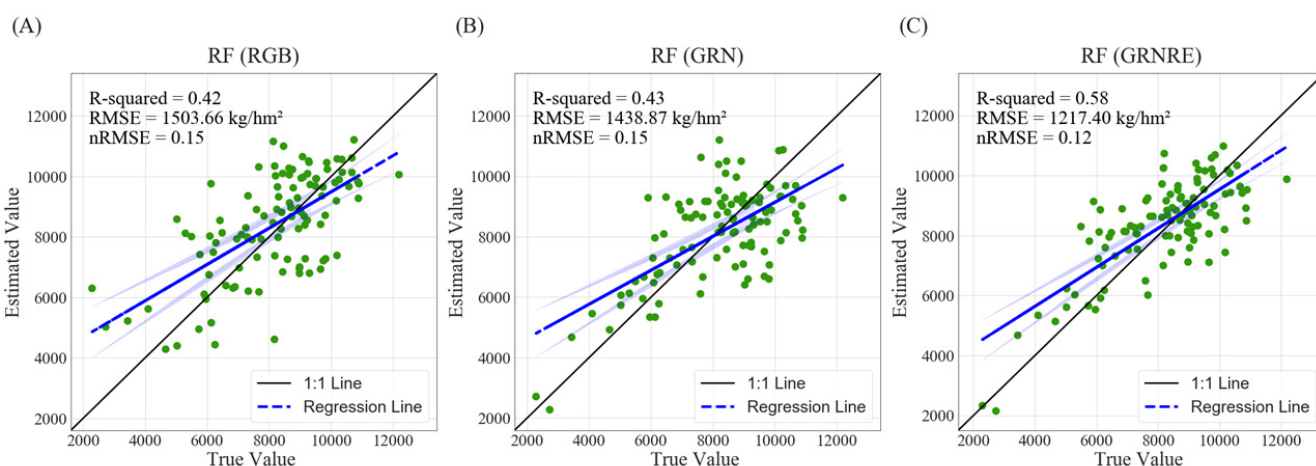 (A)
RF (RGB)
R-squared = 0.42
RMSE = 1503.66 kg/hm²
nRMSE = 0.15
Estimated Value
12000
10000
8000
6000
4000
2000
1:1 Line
Regression Line
2000 4000 6000 8000 10000 12000
True Value
(B)
RF (GRN)
R-squared = 0.43
RMSE = 1438.87 kg/hm²
nRMSE = 0.15
Estimated Value
12000
10000
8000
6000
4000
2000
1:1 Line
Regression Line
2000 4000 6000 8000 10000 12000
True Value
(C)
RF (GRNRE)
R-squared = 0.58
RMSE = 1217.40 kg/hm²
nRMSE = 0.12
Estimated Value
12000
10000
8000
6000
4000
2000
1:1 Line
Regression Line
2000 4000 6000 8000 10000 12000
True Value